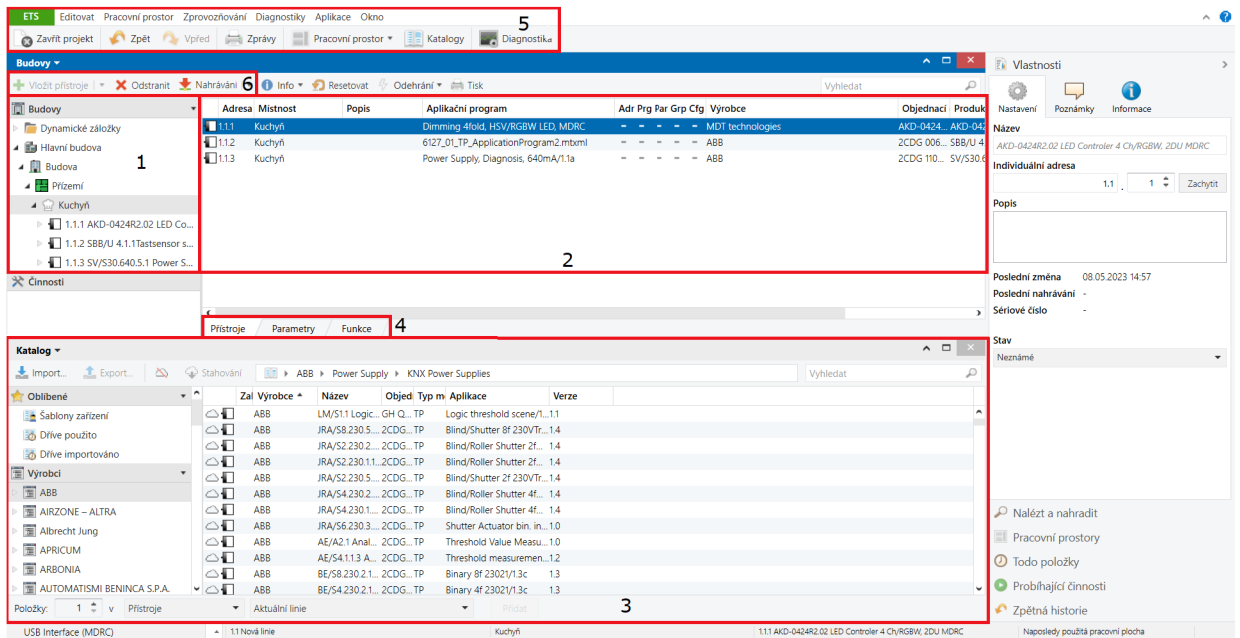 ETS Editovat Pracovní prostor Zprovozňování Diagnostiky Aplikace Okno
5
Zavřít projekt Zpět Vpřed Zprávy Pracovní prostor Katalogy Diagnostika
Budovy
Vložit přístroje Odstranit Nahrávání 6 Info Resetovat Odehrání Tisk Vyhledat
Budovy
Dynamické záložky
Hlavní budova
1
Budova
Přízemí
Kuchyň
1.1.1 AKD-0424R2.02 LED Co...
1.1.2 SBB/U 4.1.1Tastsensor s...
1.1.3 SV/S30.640.5.1 Power S...
Činnosti
Adresa Místnost Popis Aplikační program Adr Prg Par Grp Cfg Výrobce Objednací Produk
1.1.1 Kuchyň Dimming 4fold, HSV/RGBW LED, MDRC - - - - - MDT technologies AKD-0424... AKD-042
1.1.2 Kuchyň 6127_01_TP_ApplicationProgram2.mtxml - - - - - ABB 2CDG 006... SBB/U 4
1.1.3 Kuchyň Power Supply, Diagnosis, 640mA/1.1a - - - - - ABB 2CDG 110... SV/S30.6
2
Přístroje Parametry Funkce 4
Vlastnosti
Nastavení Poznámky Informace
Název
AKD-0424R2.02 LED Controler 4 Ch/RGBW, 2DU MDRC
Individuální adresa
1.1 . 1 Zachytit
Popis
Poslední změna 08.05.2023 14:57
Poslední nahrávání -
Sériové číslo -
Stav
Neznámé
Nalézt a nahradit
Pracovní prostory
Todo položky
Probíhající činnosti
Zpětná historie
Katalog
Import... Export... Stahování ABB Power Supply KNX Power Supplies Vyhledat
Oblíbené
Šablony zařízení
Dříve použito
Dříve importováno
Výrobci
ABB
AIRZONE – ALTRA
Albrecht Jung
APRICUM
ARBONIA
AUTOMATISMI BENINCA S.P.A.
Zal Výrobce Název Objedi Typ m Aplikace Verze
ABB LM/S1.1 Logic... GH Q... TP Logic threshold scene/1... 1.1
ABB JRA/S8.230.5.... 2CDG... TP Blind/Shutter 8f 230VTr... 1.4
ABB JRA/S2.230.2.... 2CDG... TP Blind/Roller Shutter 2f... 1.4
ABB JRA/S2.230.1.1... 2CDG... TP Blind/Roller Shutter 2f... 1.4
ABB JRA/S2.230.5.... 2CDG... TP Blind/Shutter 2f 230VTr... 1.4
ABB JRA/S4.230.2.... 2CDG... TP Blind/Roller Shutter 4f... 1.4
ABB JRA/S4.230.1.... 2CDG... TP Blind/Roller Shutter 4f... 1.4
ABB JRA/S6.230.3.... 2CDG... TP Shutter Actuator bin. in... 1.0
ABB AE/A2.1 Anal... 2CDG... TP Threshold Value Measu... 1.0
ABB AE/S4.1.1.3 A... 2CDG... TP Threshold measuremen... 1.2
ABB BE/S8.230.2.1... 2CDG... TP Binary 8f 23021/1.3c 1.3
ABB BE/S4.230.2.1... 2CDG... TP Binary 4f 23021/1.3c 1.3
Položky: 1 v Přístroje Aktuální linie Přidat 3
USB Interface (MDRC) 1.1 Nová linie Kuchyň 1.1.1 AKD-0424R2.02 LED Controler 4 Ch/RGBW, 2DU MDRC Naposledy použitá pracovní plocha